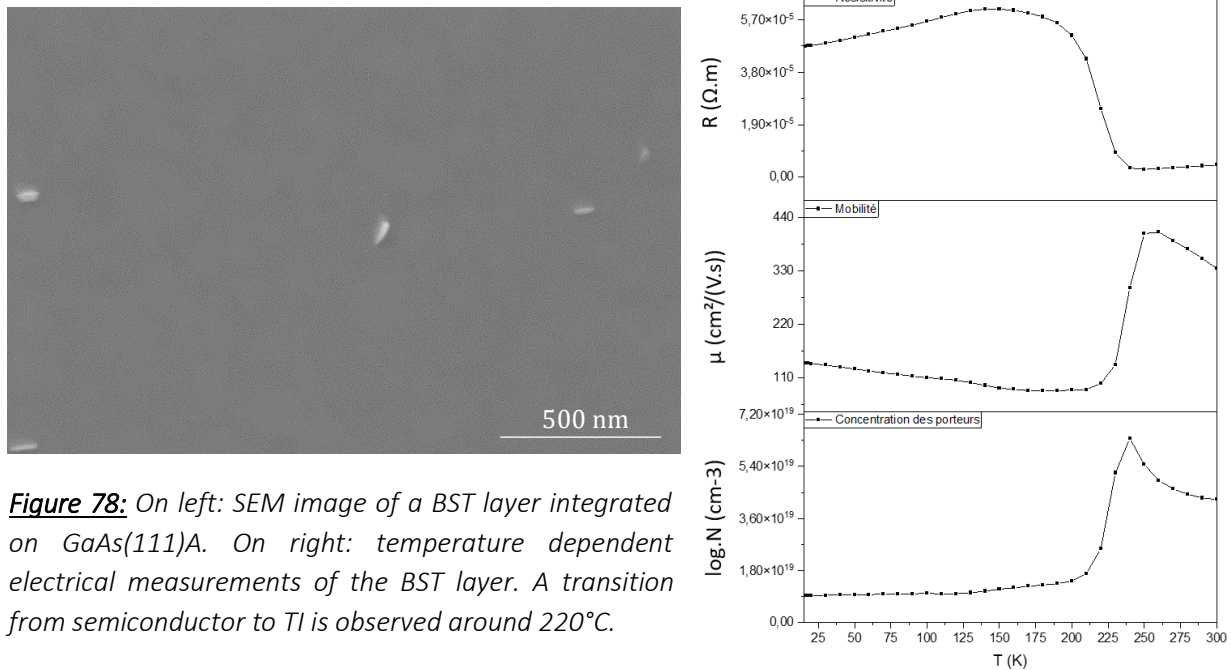 500 nm
Figure 78: On left: SEM image of a BST layer integrated
on GaAs(111)A. On right: temperature dependent
electrical measurements of the BST layer. A transition
from semiconductor to TI is observed around 220°C.
5,70×10⁻⁵
3,80×10⁻⁵
1,90×10⁻⁵
0,00
R (Ω.m)
Mobilité
440
330
220
110
µ (cm²/(V.s))
7,20×10¹⁹
Concentration des porteurs
5,40×10¹⁹
3,60×10¹⁹
1,80×10¹⁹
log.N (cm-3)
25 50 75 100 125 150 175 200 225 250 275 300
T (K)